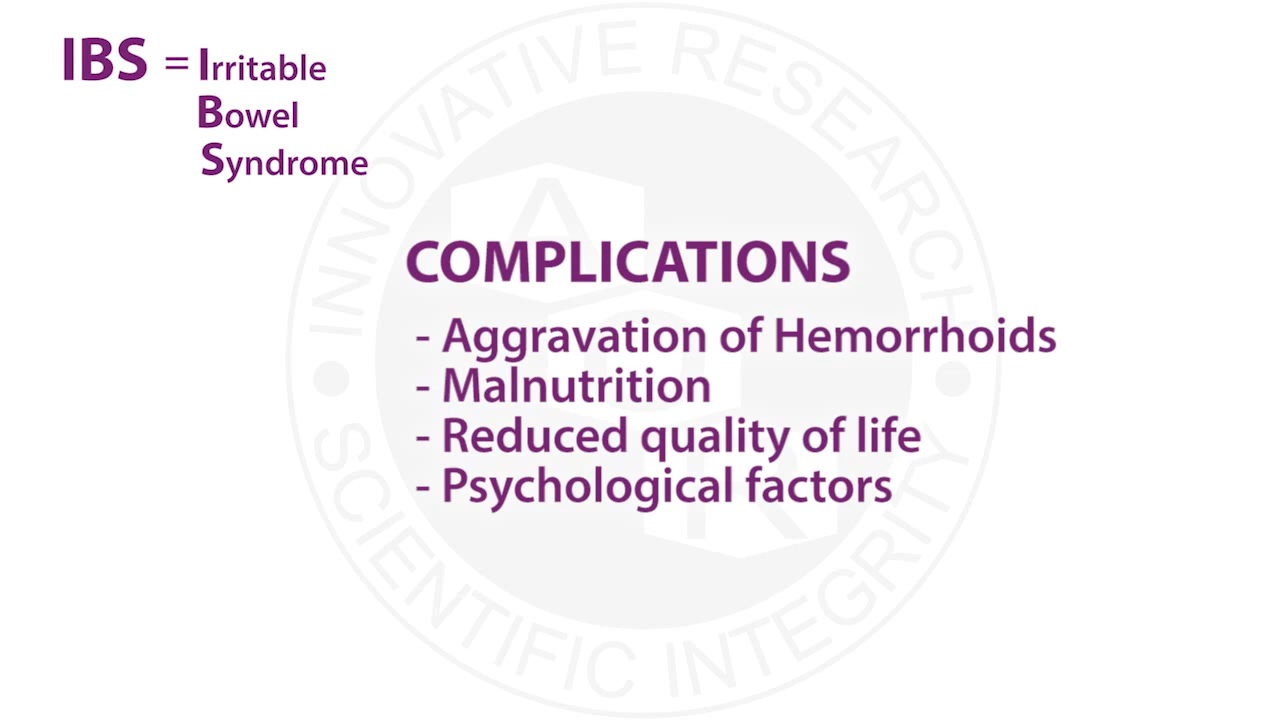 IBS = Irritable
Bowel
Syndrome
COMPLICATIONS
- Aggravation of Hemorrhoids
- Malnutrition
- Reduced quality of life
- Psychological factors
INNOVATIVE RESEARCH
SCIENTIFIC INTEGRITY
A
O
R